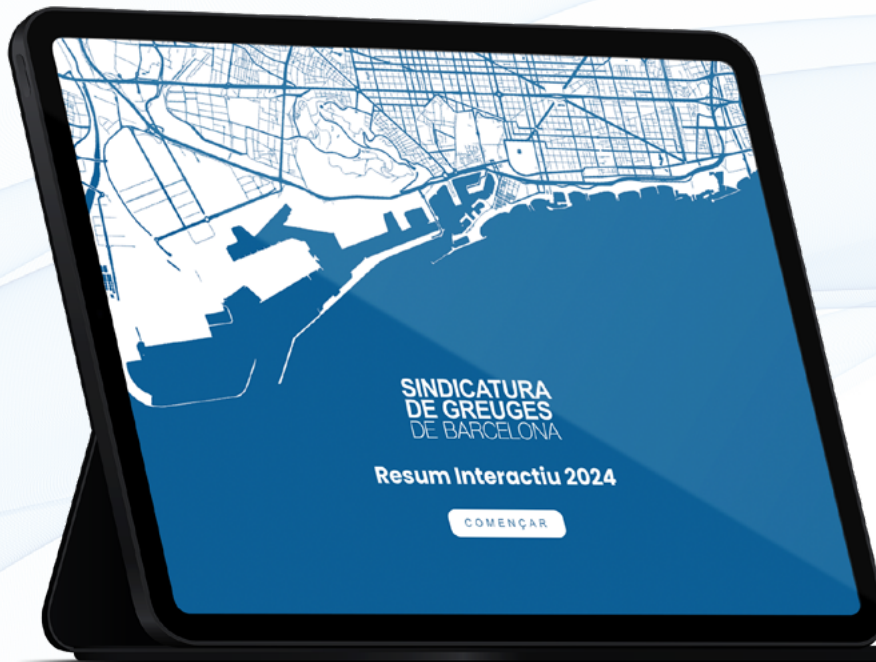 SINDICATURA
DE GREUGES
DE BARCELONA
Resum Interactiu 2024
COMENÇAR